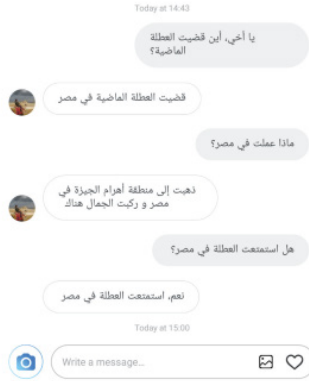 Today at 14:43
يا أخي، أين قضيت العطلة
الماضية؟
قضيت العطلة الماضية في مصر
ماذا عملت في مصر؟
ذهبت إلى منطقة أهرام الجيزة في
مصر و ركبت الجمال هناك
هل استمتعت العطلة في مصر؟
نعم، استمتعت العطلة في مصر
Today at 15:00
Write a message...